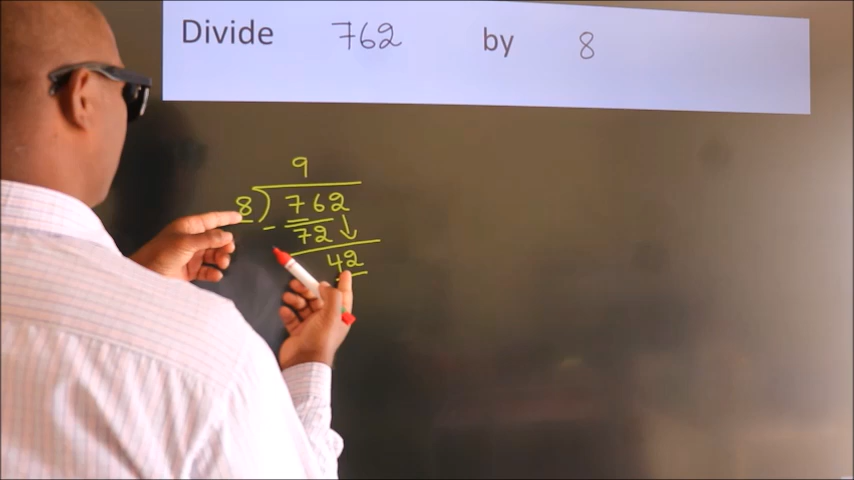 Divide 762 by 8
9
8 ) 762
- 72 ↓
42